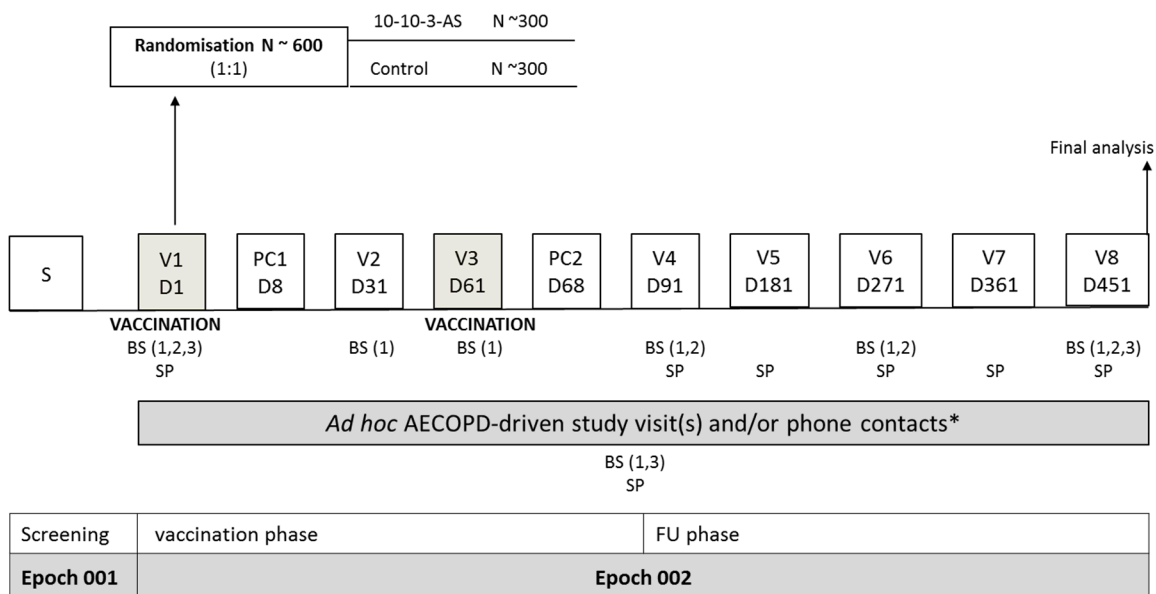 10-10-3-AS N ~300
Randomisation N ~ 600
(1:1)
Control N ~300
Final analysis
S
V1
D1
PC1
D8
V2
D31
V3
D61
PC2
D68
V4
D91
V5
D181
V6
D271
V7
D361
V8
D451
VACCINATION
BS (1,2,3)
SP
BS (1)
VACCINATION
BS (1)
BS (1,2)
SP
SP
BS (1,2)
SP
SP
BS (1,2,3)
SP
Ad hoc AECOPD-driven study visit(s) and/or phone contacts*
BS (1,3)
SP
Screening vaccination phase FU phase
Epoch 001 Epoch 002